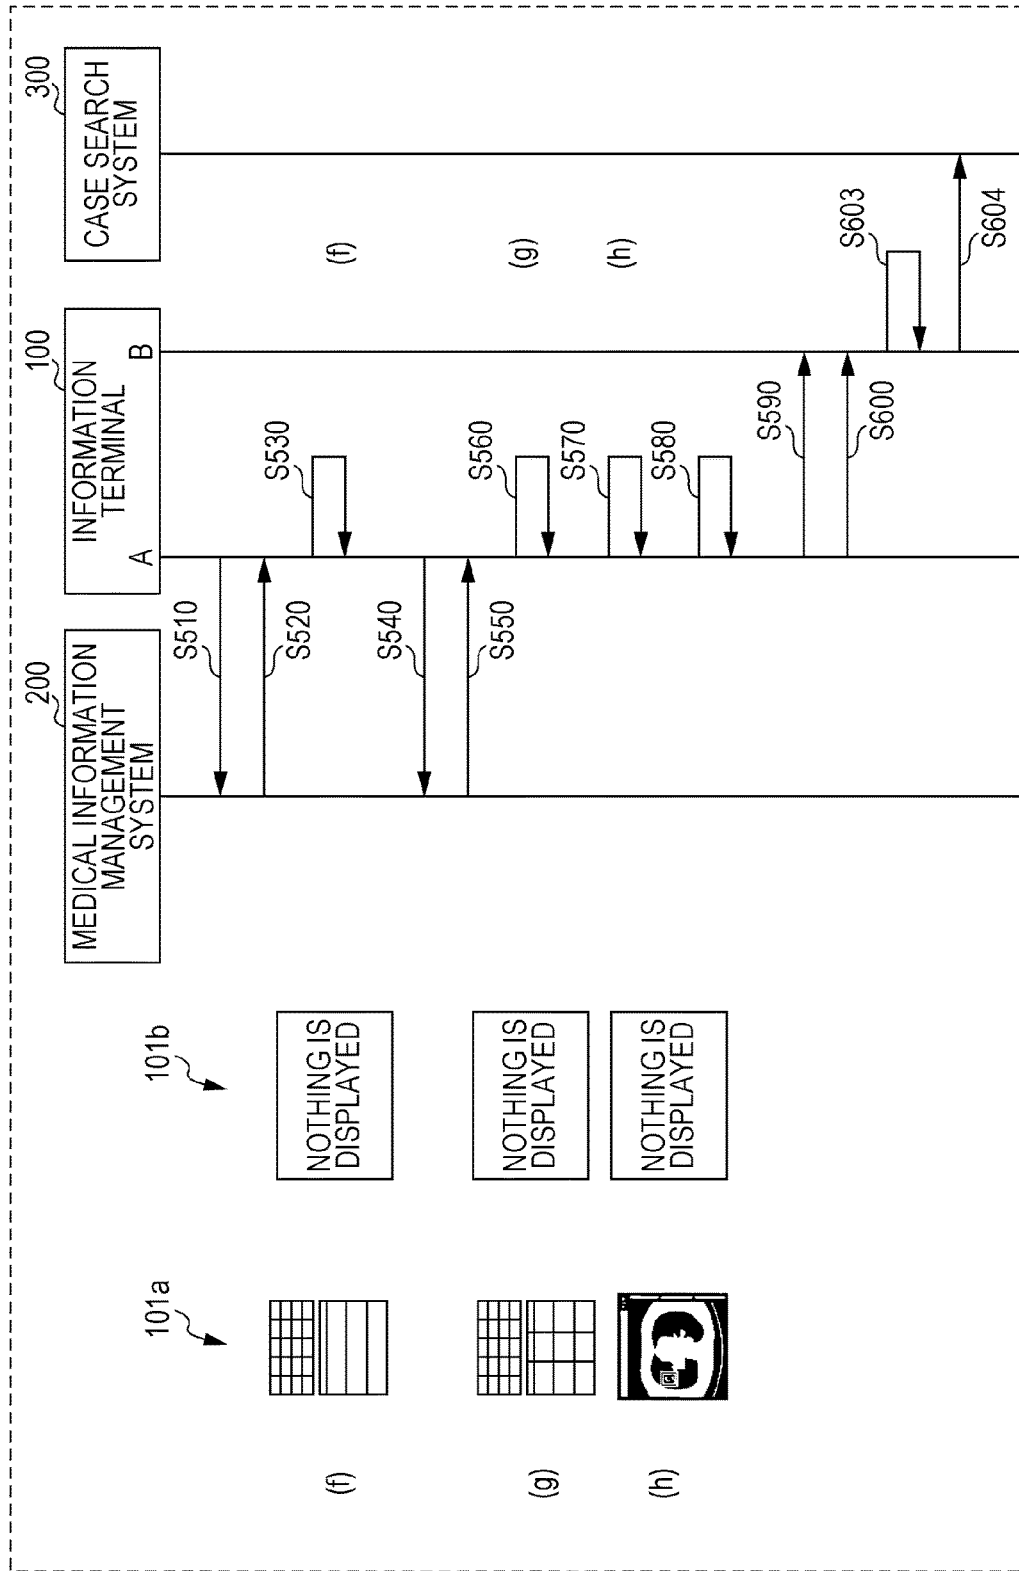 101a
101b
200
MEDICAL INFORMATION
MANAGEMENT
SYSTEM
100
INFORMATION
TERMINAL
A
B
300
CASE SEARCH
SYSTEM
S510
S520
(f)
NOTHING IS
DISPLAYED
S530
(f)
S540
S550
(g)
NOTHING IS
DISPLAYED
S560
(g)
(h)
NOTHING IS
DISPLAYED
S570
(h)
S580
S590
S600
S603
S604